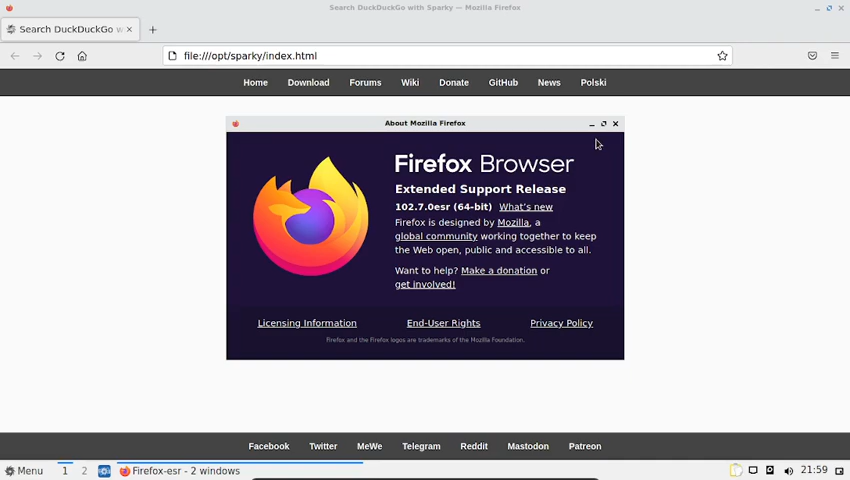 Search DuckDuckGo with Sparky — Mozilla Firefox
Search DuckDuckGo w
file:///opt/sparky/index.html
Home Download Forums Wiki Donate GitHub News Polski
About Mozilla Firefox
Firefox Browser
Extended Support Release
102.7.0esr (64-bit) What's new
Firefox is designed by Mozilla, a
global community working together to keep
the Web open, public and accessible to all.
Want to help? Make a donation or
get involved!
Licensing Information End-User Rights Privacy Policy
Firefox and the Firefox logos are trademarks of the Mozilla Foundation.
Facebook Twitter MeWe Telegram Reddit Mastodon Patreon
Menu 1 2 Firefox-esr - 2 windows 21:59